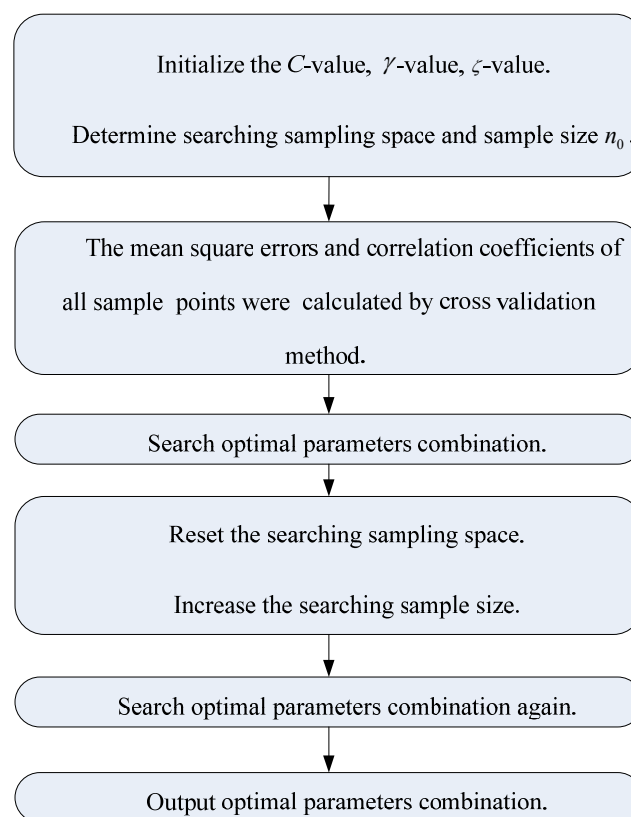 Initialize the C-value, γ-value, ς-value.
Determine searching sampling space and sample size n₀ .
The mean square errors and correlation coefficients of
all sample points were calculated by cross validation
method.
Search optimal parameters combination.
Reset the searching sampling space.
Increase the searching sample size.
Search optimal parameters combination again.
Output optimal parameters combination.